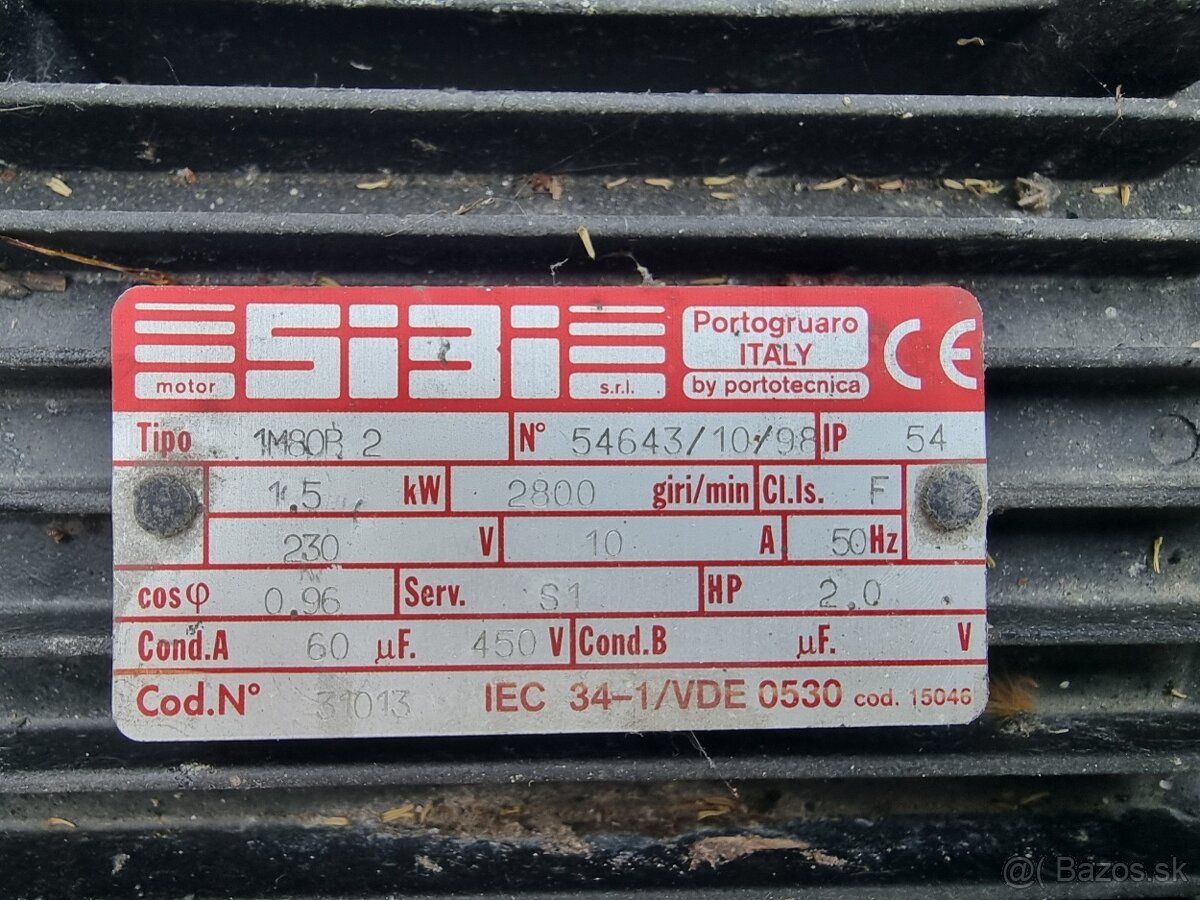 SIBI Portogruaro
ITALY
motor s.r.l. by portotecnica CE
Tipo 1M80R 2 N° 54643/10/98 IP 54
1.5 kW 2800 giri/min Cl.Is. F
230 V 10 A 50 Hz
cosφ 0.96 Serv. S1 HP 2.0
Cond.A 60 µF. 450 V Cond.B µF. V
Cod.N° 31013 IEC 34-1/VDE 0530 cod. 15046
@( Bazos.sk